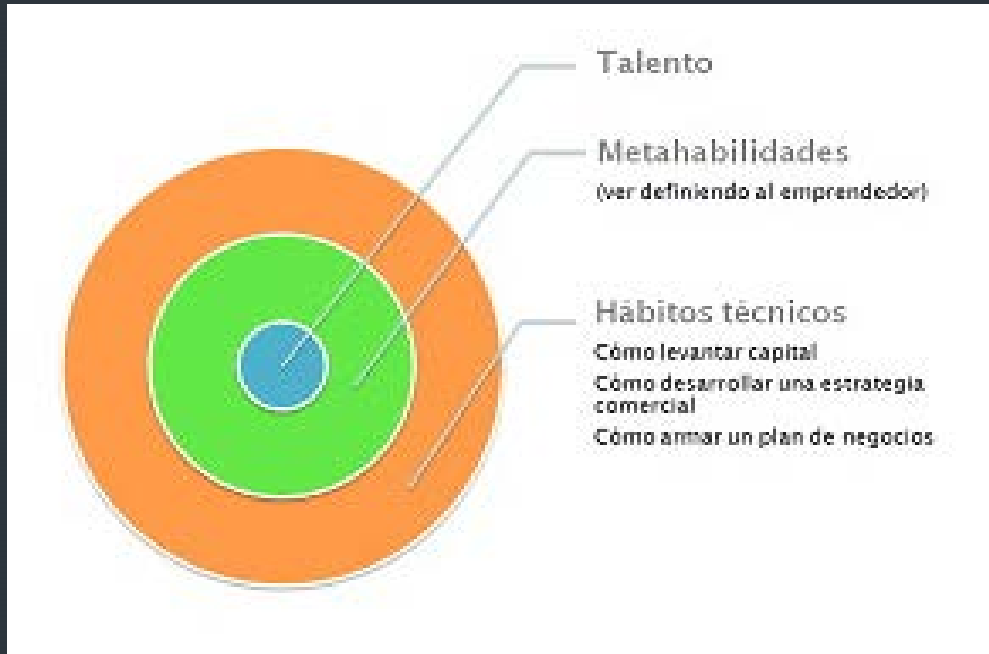 Talento
Metahabilidades
(ver definiendo al emprendedor)
Hábitos técnicos
Cómo levantar capital
Cómo desarrollar una estrategia
comercial
Cómo armar un plan de negocios